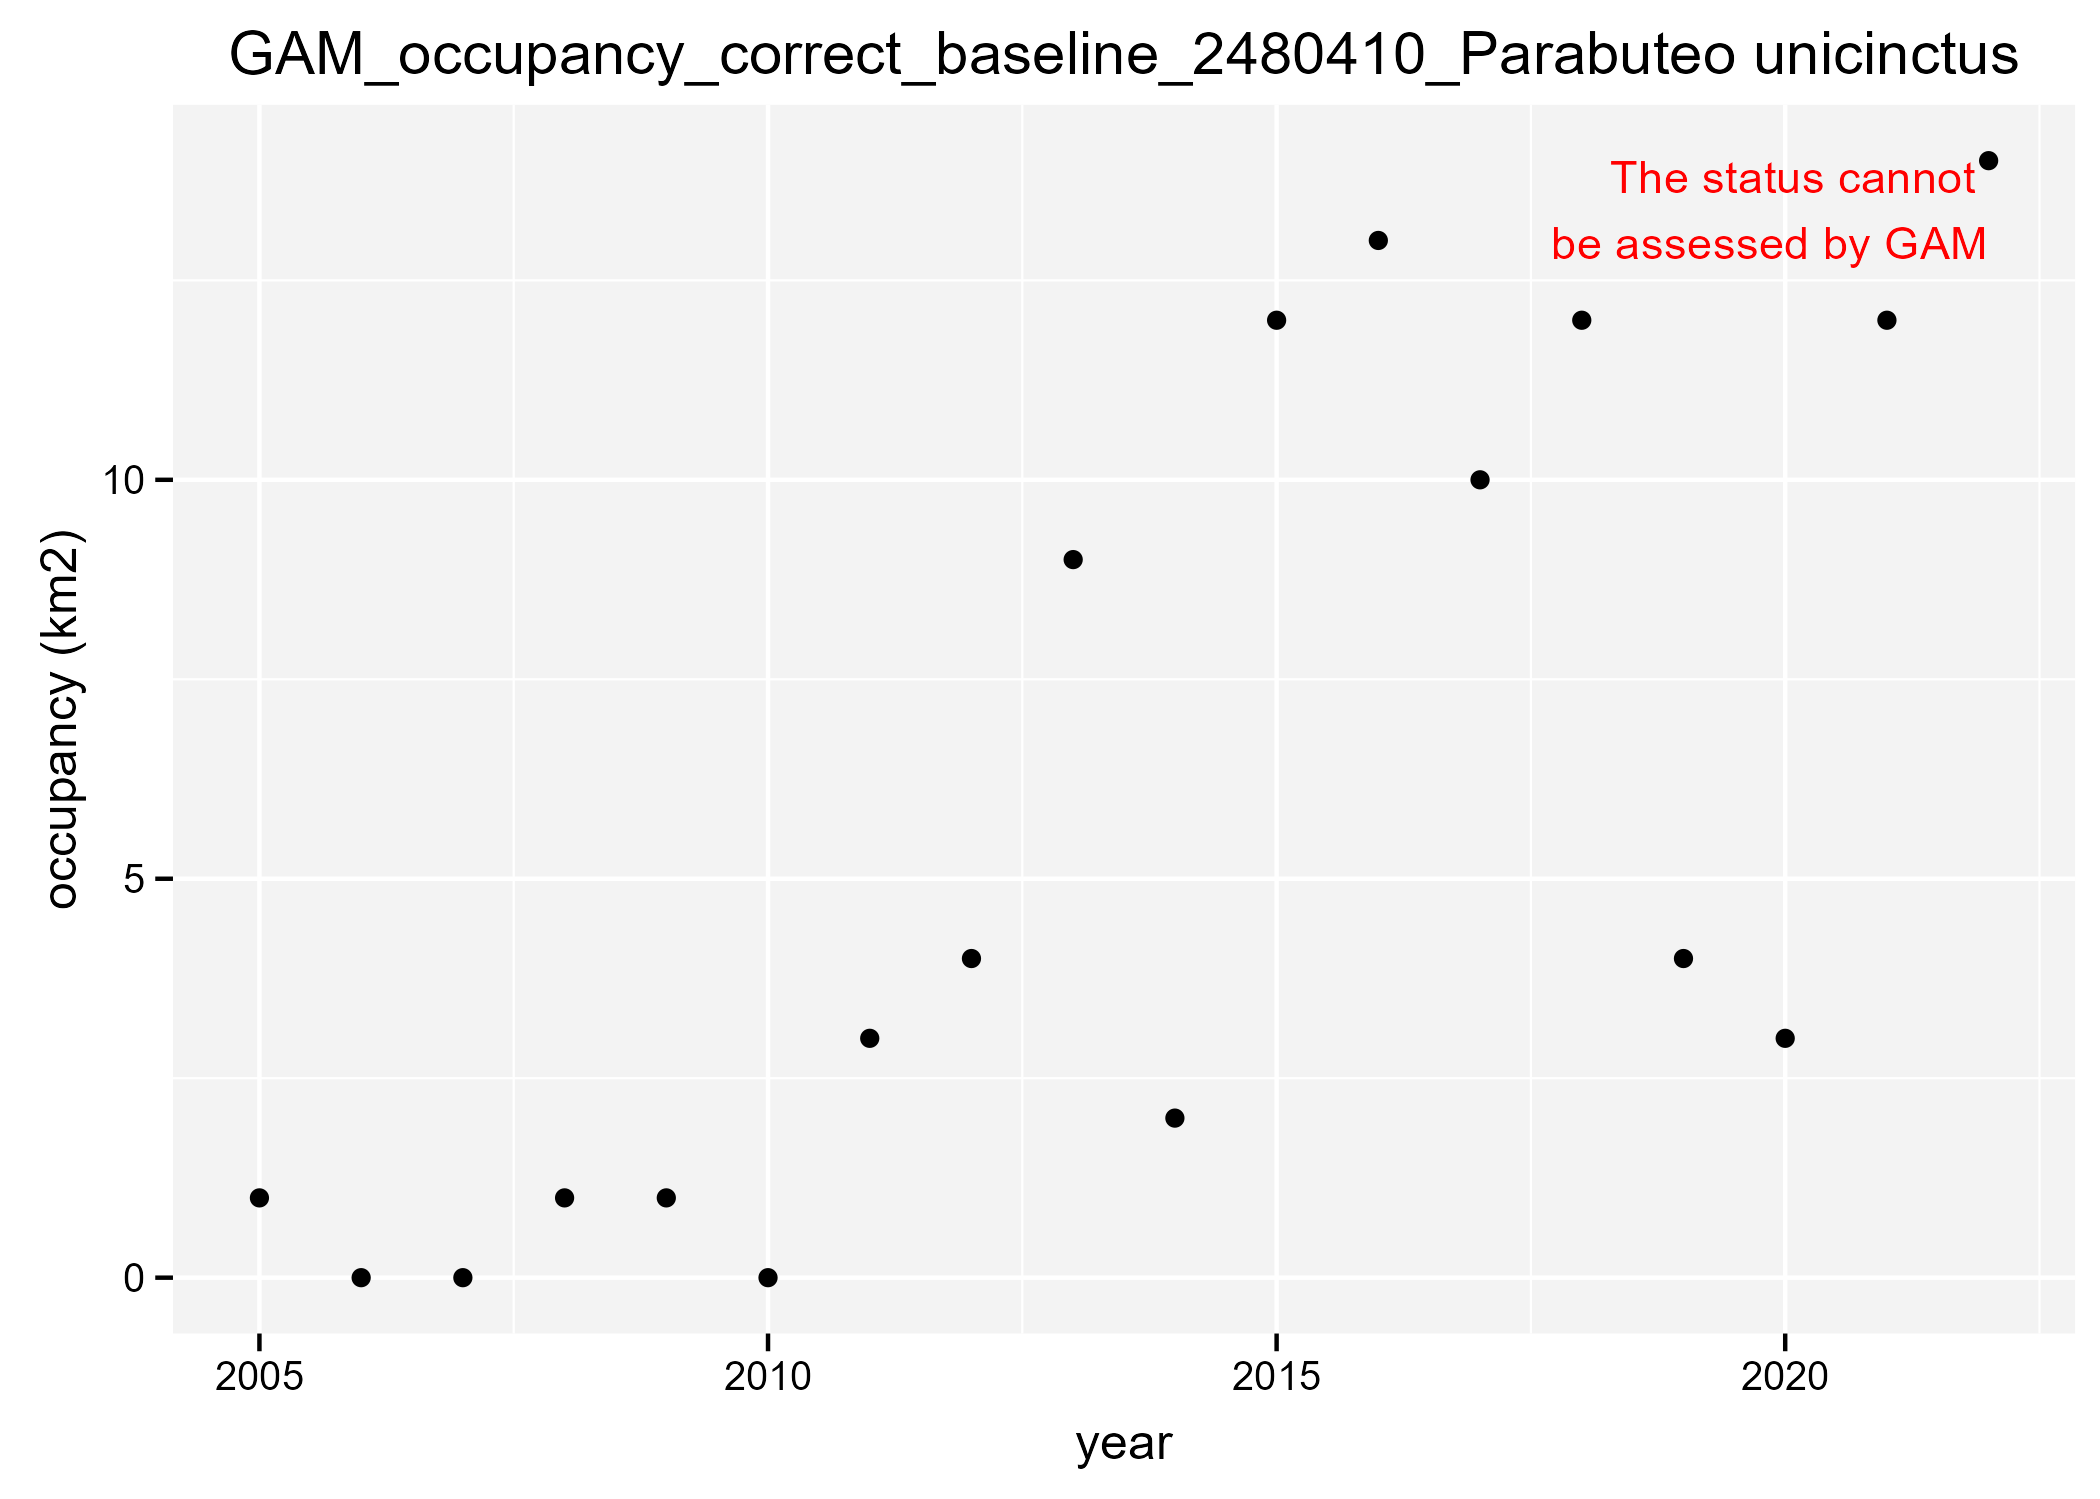 GAM_occupancy_correct_baseline_2480410_Parabuteo unicinctus
The status cannot
be assessed by GAM
10
5
0
occupancy (km2)
2005 2010 2015 2020
year